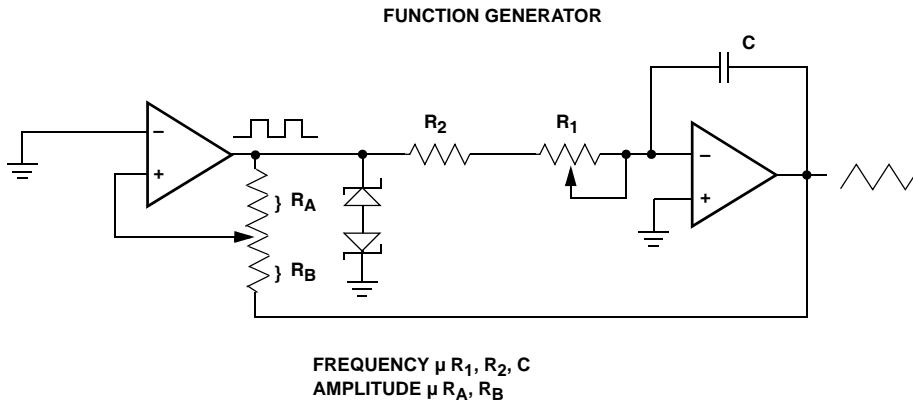 FUNCTION GENERATOR
C
R2
R1
−
+
RA
RB
−
+
FREQUENCY µ R1, R2, C
AMPLITUDE µ RA, RB